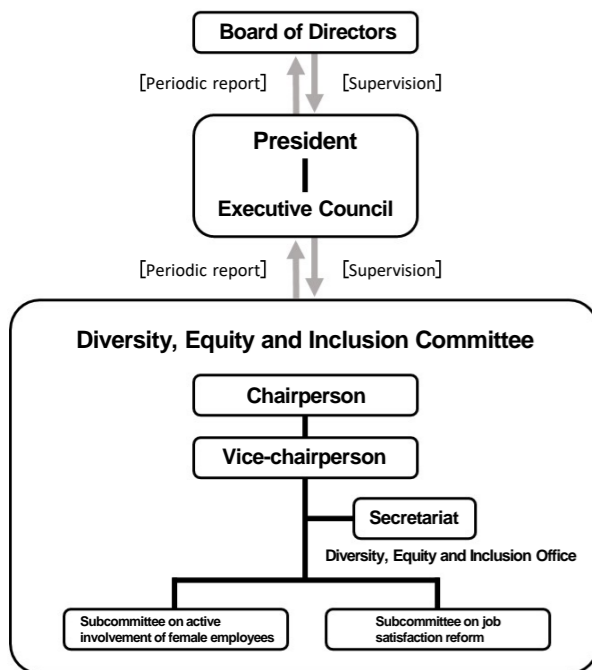 Board of Directors
[Periodic report] [Supervision]
President
Executive Council
[Periodic report] [Supervision]
Diversity, Equity and Inclusion Committee
Chairperson
Vice-chairperson
Secretariat
Diversity, Equity and Inclusion Office
Subcommittee on active
involvement of female employees
Subcommittee on job
satisfaction reform